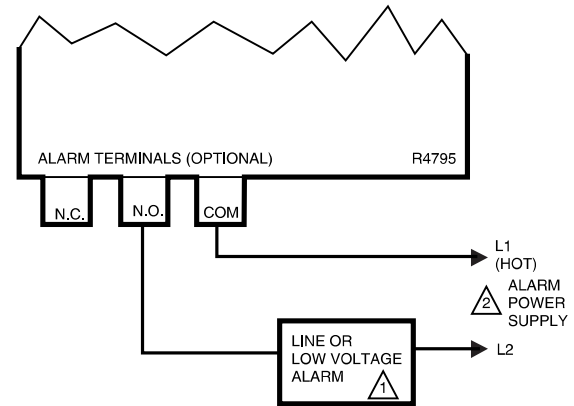 ALARM TERMINALS (OPTIONAL)
R4795
N.C.
N.O.
COM
L1
(HOT)
2
ALARM
POWER
SUPPLY
LINE OR
LOW VOLTAGE
ALARM
1
L2